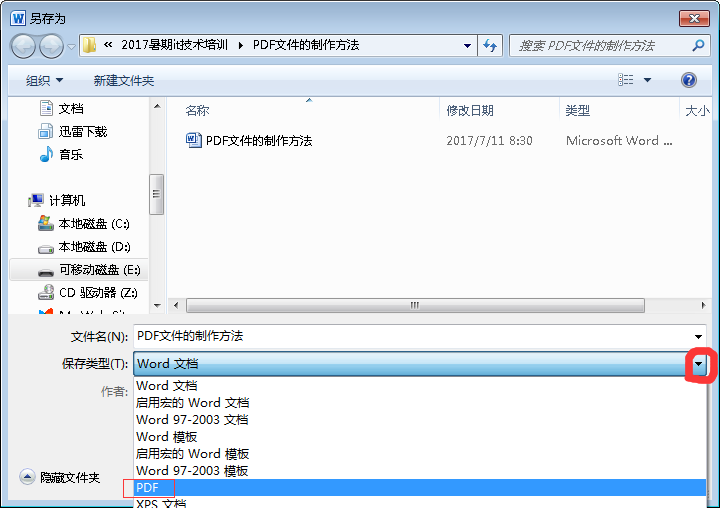 另存为
« 2017暑期it技术培训 PDF文件的制作方法
搜索 PDF文件的制作方法
组织 新建文件夹
文档
迅雷下载
音乐
计算机
本地磁盘 (C:)
本地磁盘 (D:)
可移动磁盘 (E:)
CD 驱动器 (Z:)
名称 修改日期 类型 大小
PDF文件的制作方法 2017/7/11 8:30 Microsoft Word ...
文件名(N): PDF文件的制作方法
保存类型(T): Word 文档
作者:
Word 文档
启用宏的 Word 文档
Word 97-2003 文档
Word 模板
启用宏的 Word 模板
Word 97-2003 模板
PDF
XPS 文档
隐藏文件夹